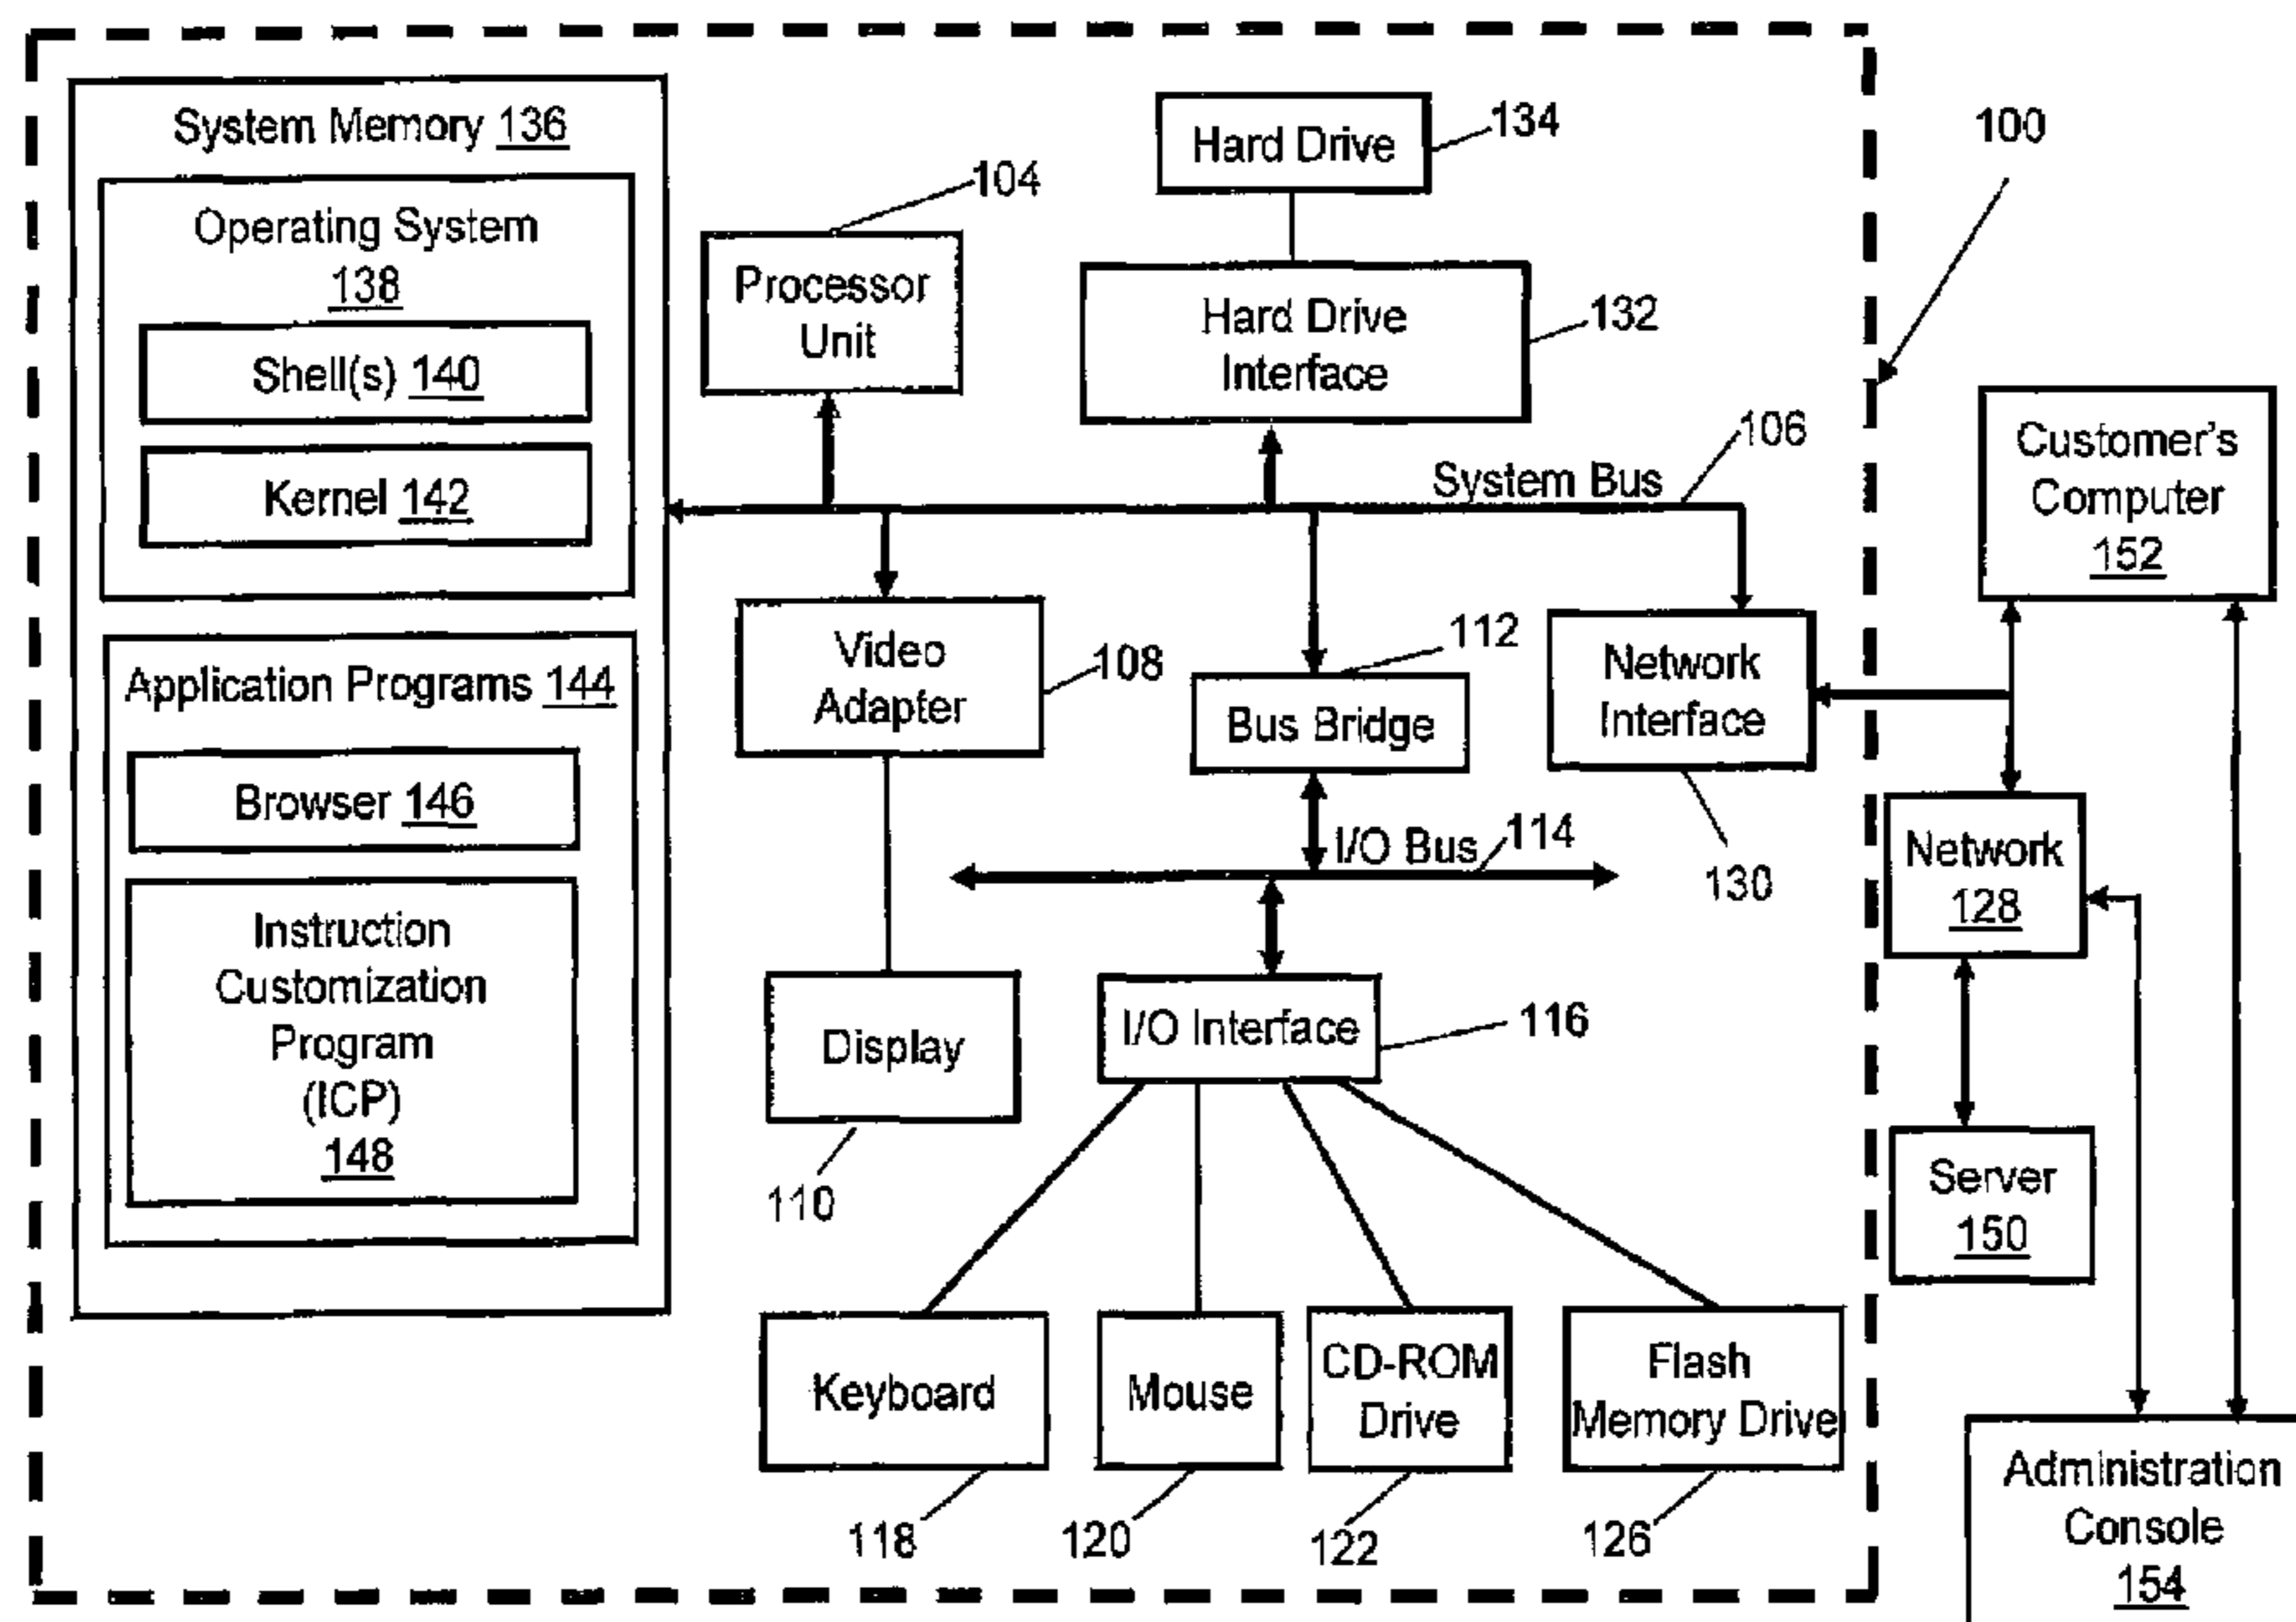 System Memory 136
Operating System
138
Shell(s) 140
Kernel 142
Application Programs 144
Browser 146
Instruction
Customization
Program
(ICP)
148
104
Processor
Unit
Hard Drive
134
Hard Drive
Interface
132
100
System Bus
106
Customer's
Computer
152
Video
Adapter
108
112
Bus Bridge
Network
Interface
130
I/O Bus
114
Network
128
Display
110
I/O Interface
116
Server
150
Keyboard
118
Mouse
120
CD-ROM
Drive
122
Flash
Memory Drive
126
Administration
Console
154